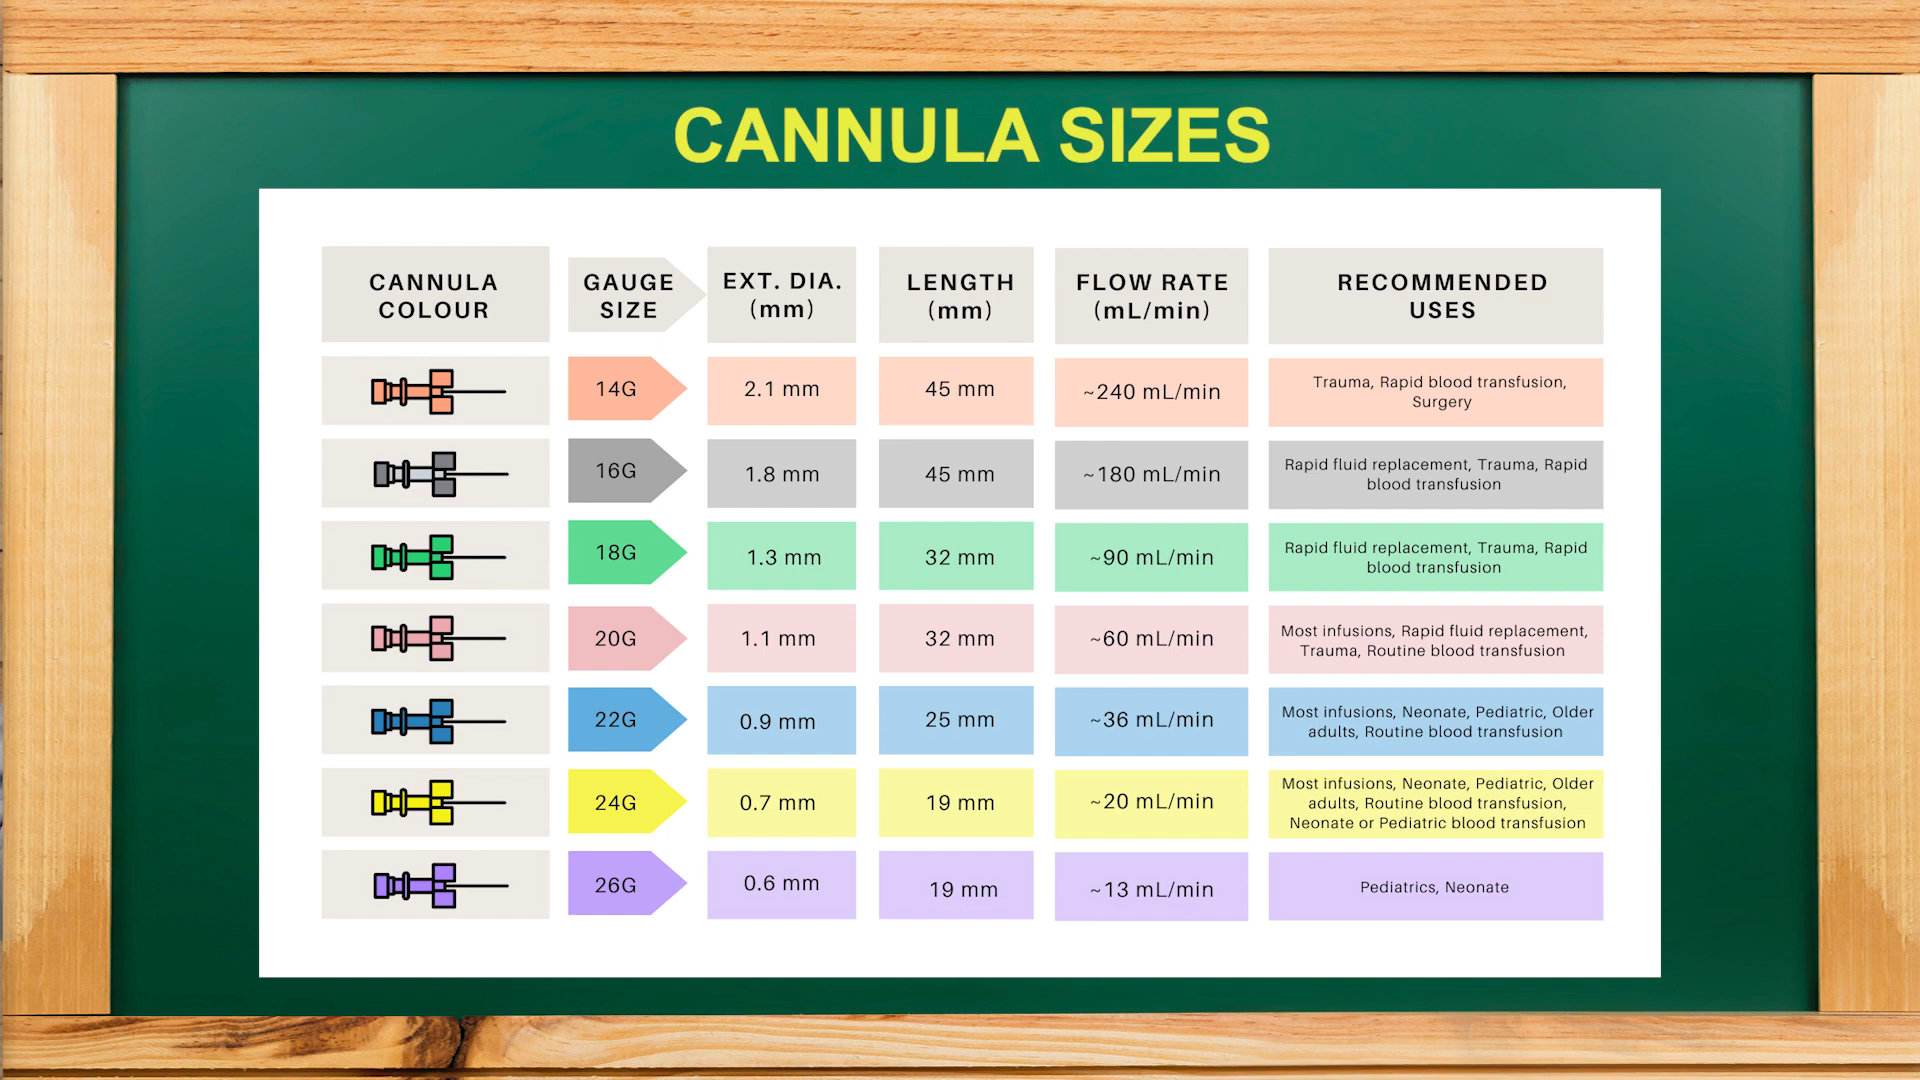 CANNULA SIZES
CANNULA
COLOUR
GAUGE
SIZE
EXT. DIA.
(mm)
LENGTH
(mm)
FLOW RATE
(mL/min)
RECOMMENDED
USES
14G
2.1 mm
45 mm
~240 mL/min
Trauma, Rapid blood transfusion,
Surgery
16G
1.8 mm
45 mm
~180 mL/min
Rapid fluid replacement, Trauma, Rapid
blood transfusion
18G
1.3 mm
32 mm
~90 mL/min
Rapid fluid replacement, Trauma, Rapid
blood transfusion
20G
1.1 mm
32 mm
~60 mL/min
Most infusions, Rapid fluid replacement,
Trauma, Routine blood transfusion
22G
0.9 mm
25 mm
~36 mL/min
Most infusions, Neonate, Pediatric, Older
adults, Routine blood transfusion
24G
0.7 mm
19 mm
~20 mL/min
Most infusions, Neonate, Pediatric, Older
adults, Routine blood transfusion,
Neonate or Pediatric blood transfusion
26G
0.6 mm
19 mm
~13 mL/min
Pediatrics, Neonate